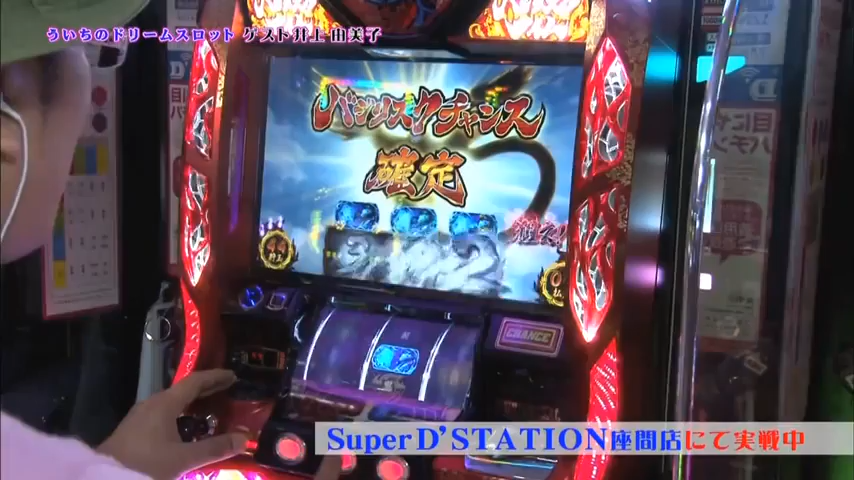 ういちのドリームスロット ゲスト井上由美子
バジリスクチャンス
確定
狙え!
CHANCE
SuperD'STATION座間店にて実戦中